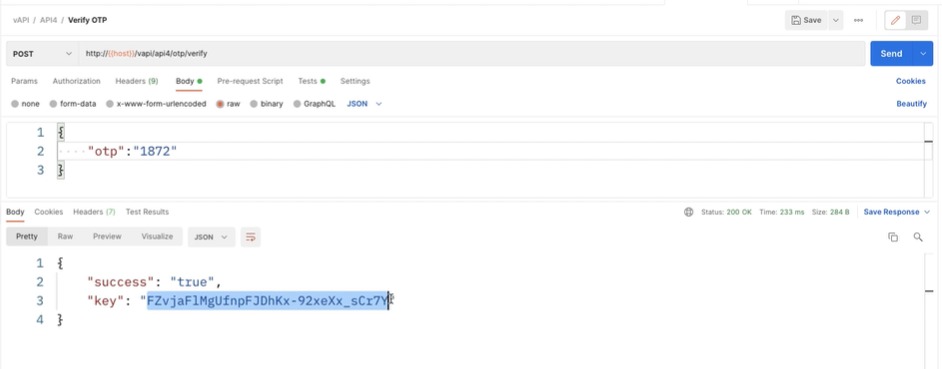 vAPI / API4 / Verify OTP
Save
POST
http://{{host}}/vapi/api4/otp/verify
Send
Params Authorization Headers (9) Body Pre-request Script Tests Settings
Cookies
none form-data x-www-form-urlencoded raw binary GraphQL JSON
Beautify
1 {
2 ····"otp":"1872"
3 }
Body Cookies Headers (7) Test Results
Status: 200 OK Time: 233 ms Size: 284 B Save Response
Pretty Raw Preview Visualize JSON
1 {
2 "success": "true",
3 "key": "FZvjaFlMgUfnpFJDhKx-92xeXx_sCr7Y"
4 }